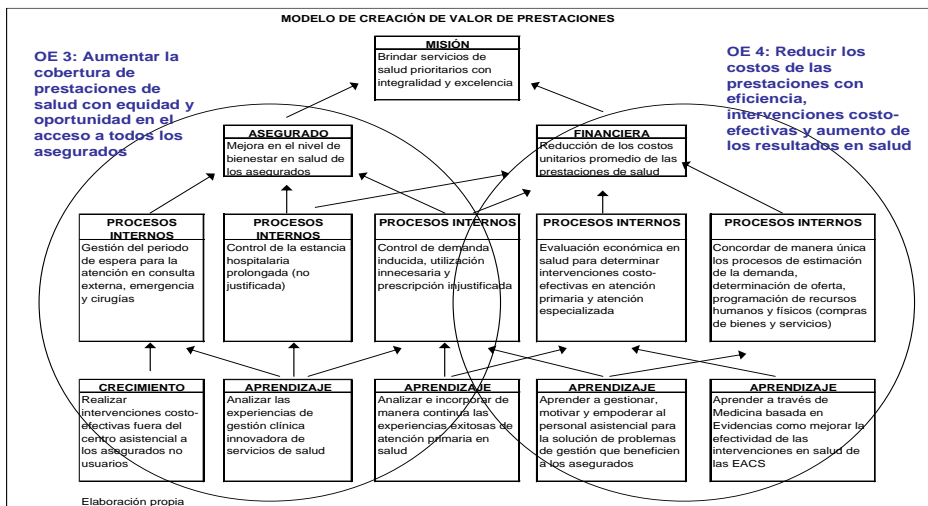 MODELO DE CREACIÓN DE VALOR DE PRESTACIONES
OE 3: Aumentar la
cobertura de
prestaciones de
salud con equidad y
oportunidad en el
acceso a todos los
asegurados
MISIÓN
Brindar servicios de
salud prioritarios con
integralidad y excelencia
OE 4: Reducir los
costos de las
prestaciones con
eficiencia,
intervenciones costo-
efectivas y aumento de
los resultados en salud
ASEGURADO
Mejora en el nivel de
bienestar en salud de
los asegurados
FINANCIERA
Reducción de los costos
unitarios promedio de las
prestaciones de salud
PROCESOS
INTERNOS
Gestión del periodo
de espera para la
atención en consulta
externa, emergencia
y cirugías
PROCESOS
INTERNOS
Control de la estancia
hospitalaria
prolongada (no
justificada)
PROCESOS INTERNOS
Control de demanda
inducida, utilización
innecesaria y
prescripción injustificada
PROCESOS INTERNOS
Evaluación económica en
salud para determinar
intervenciones costo-
efectivas en atención
primaria y atención
especializada
PROCESOS INTERNOS
Concordar de manera única
los procesos de estimación
de la demanda,
determinación de oferta,
programación de recursos
humanos y físicos (compras
de bienes y servicios)
CRECIMIENTO
Realizar
intervenciones costo-
efectivas fuera del
centro asistencial a
los asegurados no
usuarios
APRENDIZAJE
Analizar las
experiencias de
gestión clínica
innovadora de
servicios de salud
APRENDIZAJE
Analizar e incorporar de
manera continua las
experiencias éxitosas de
atención primaria en
salud
APRENDIZAJE
Aprender a gestionar,
motivar y empoderar al
personal asistencial para
la solución de problemas
de gestión que beneficien
a los asegurados
APRENDIZAJE
Aprender a través de
Medicina basada en
Evidencias como mejorar la
efectividad de las
intervenciones en salud de
las EACS
Elaboración propia